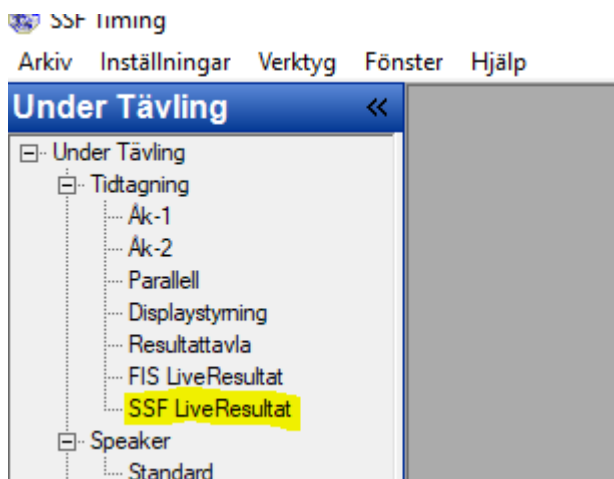 SSF Timing
Arkiv Inställningar Verktyg Fönster Hjälp
Under Tävling «
Under Tävling
Tidtagning
Åk-1
Åk-2
Parallell
Displaystyrning
Resultattavla
FIS LiveResultat
SSF LiveResultat
Speaker
Standard